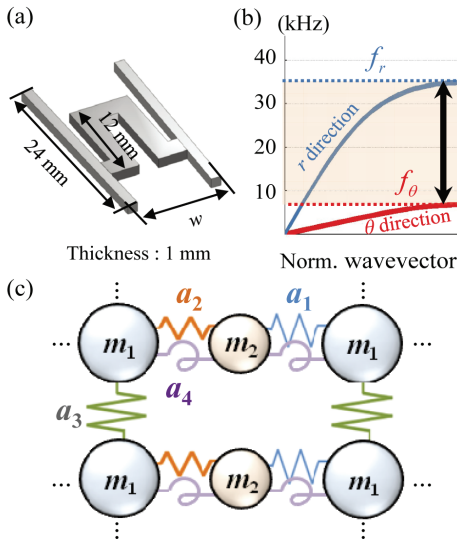 (a)
12 mm
24 mm
w
Thickness : 1 mm
(b) (kHz)
40
30
20
10
f_r
r direction
f_θ
θ direction
Norm. wavevector
(c)
... a_2 a_1 ...
... m_1 m_2 m_1 ...
a_4
a_3
... m_1 m_2 m_1 ...
... ...